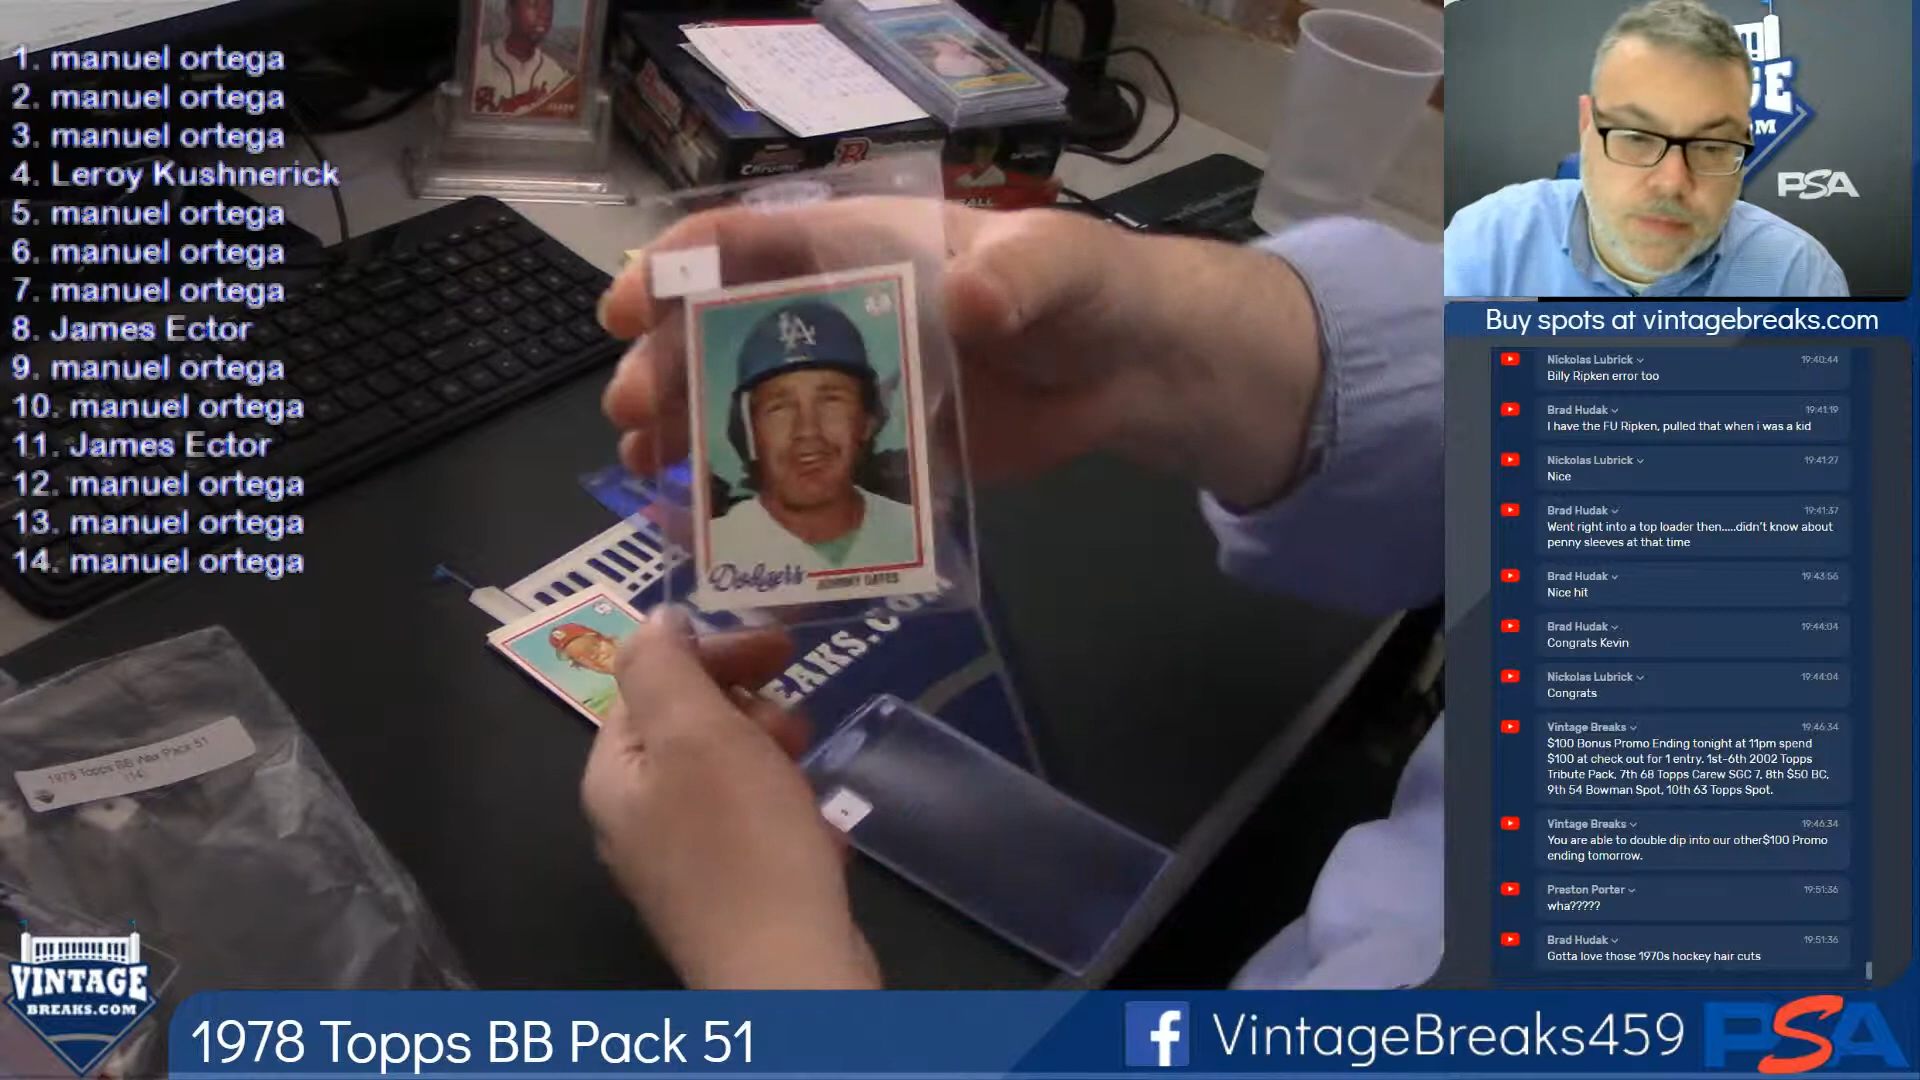 1. manuel ortega
2. manuel ortega
3. manuel ortega
4. Leroy Kushnerick
5. manuel ortega
6. manuel ortega
7. manuel ortega
8. James Ector
9. manuel ortega
10. manuel ortega
11. James Ector
12. manuel ortega
13. manuel ortega
14. manuel ortega
LA
Dodgers
JOHNNY OATES
EAKS.COM
1978 Topps BB Wax Pack 51
(14)
VINTAGE
BREAKS.COM
1978 Topps BB Pack 51
VintageBreaks459
PSA
GE
M
PSA
Buy spots at vintagebreaks.com
Nickolas Lubrick 19:40:44
Billy Ripken error too
Brad Hudak 19:41:19
I have the FU Ripken, pulled that when i was a kid
Nickolas Lubrick 19:41:27
Nice
Brad Hudak 19:41:37
Went right into a top loader then.....didn't know about
penny sleeves at that time
Brad Hudak 19:43:56
Nice hit
Brad Hudak 19:44:04
Congrats Kevin
Nickolas Lubrick 19:44:04
Congrats
Vintage Breaks 19:46:34
$100 Bonus Promo Ending tonight at 11pm spend
$100 at check out for 1 entry. 1st-6th 2002 Topps
Tribute Pack, 7th 68 Topps Carew SGC 7, 8th $50 BC,
9th 54 Bowman Spot, 10th 63 Topps Spot.
Vintage Breaks 19:46:34
You are able to double dip into our other$100 Promo
ending tomorrow.
Preston Porter 19:51:36
wha?????
Brad Hudak 19:51:36
Gotta love those 1970s hockey hair cuts